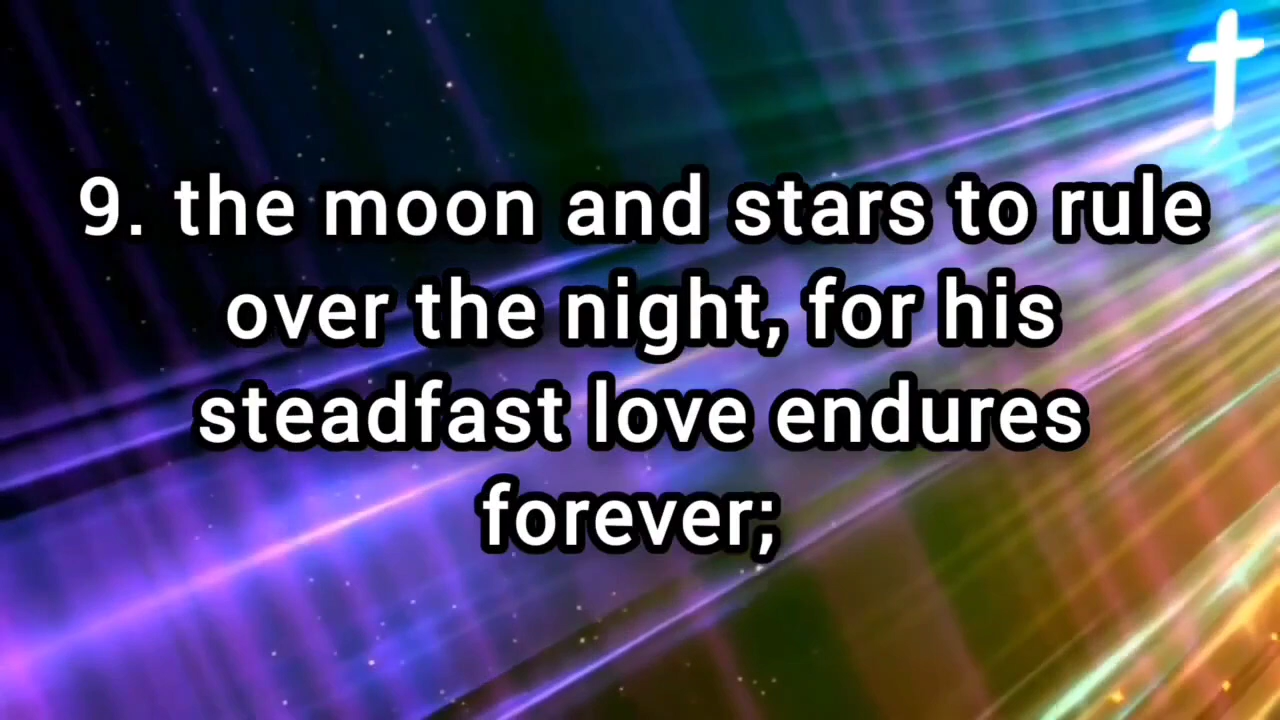 9. the moon and stars to rule
over the night, for his
steadfast love endures
forever;